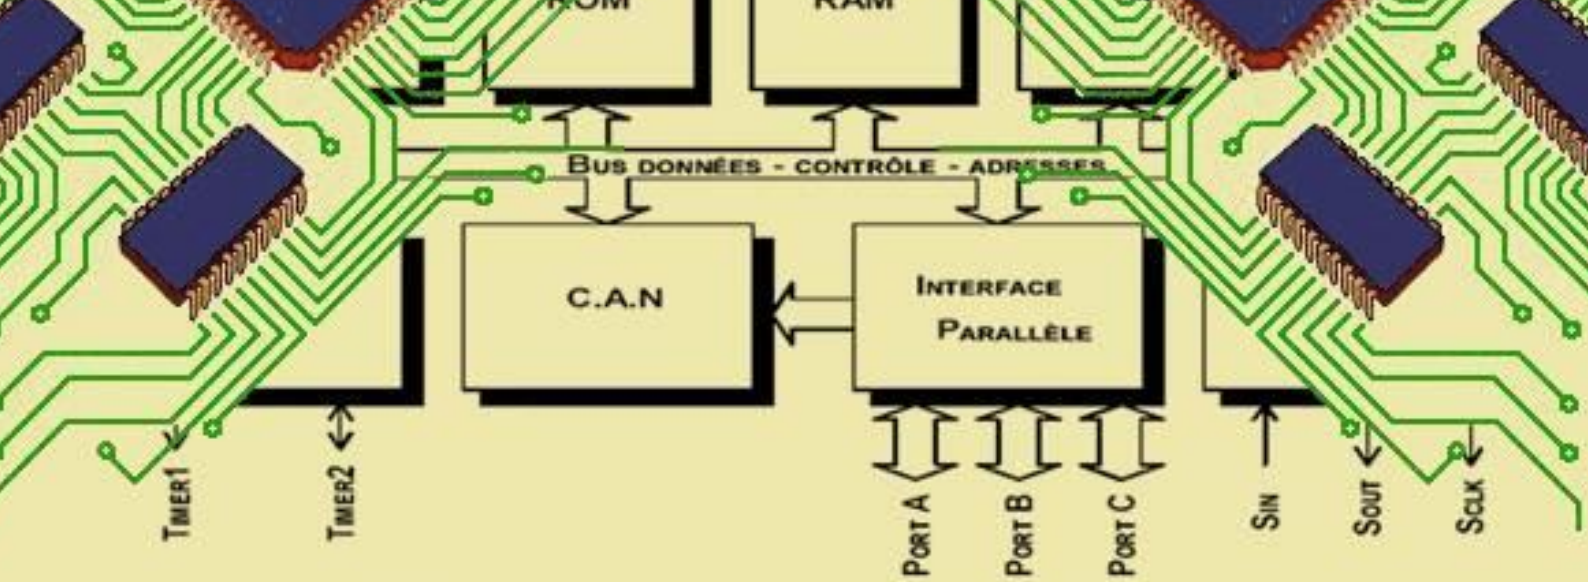 ROM
RAM
BUS DONNÉES - CONTRÔLE - ADRESSES
C.A.N
INTERFACE
PARALLÈLE
TIMER1
TIMER2
PORT A
PORT B
PORT C
SIN
SOUT
SCLK